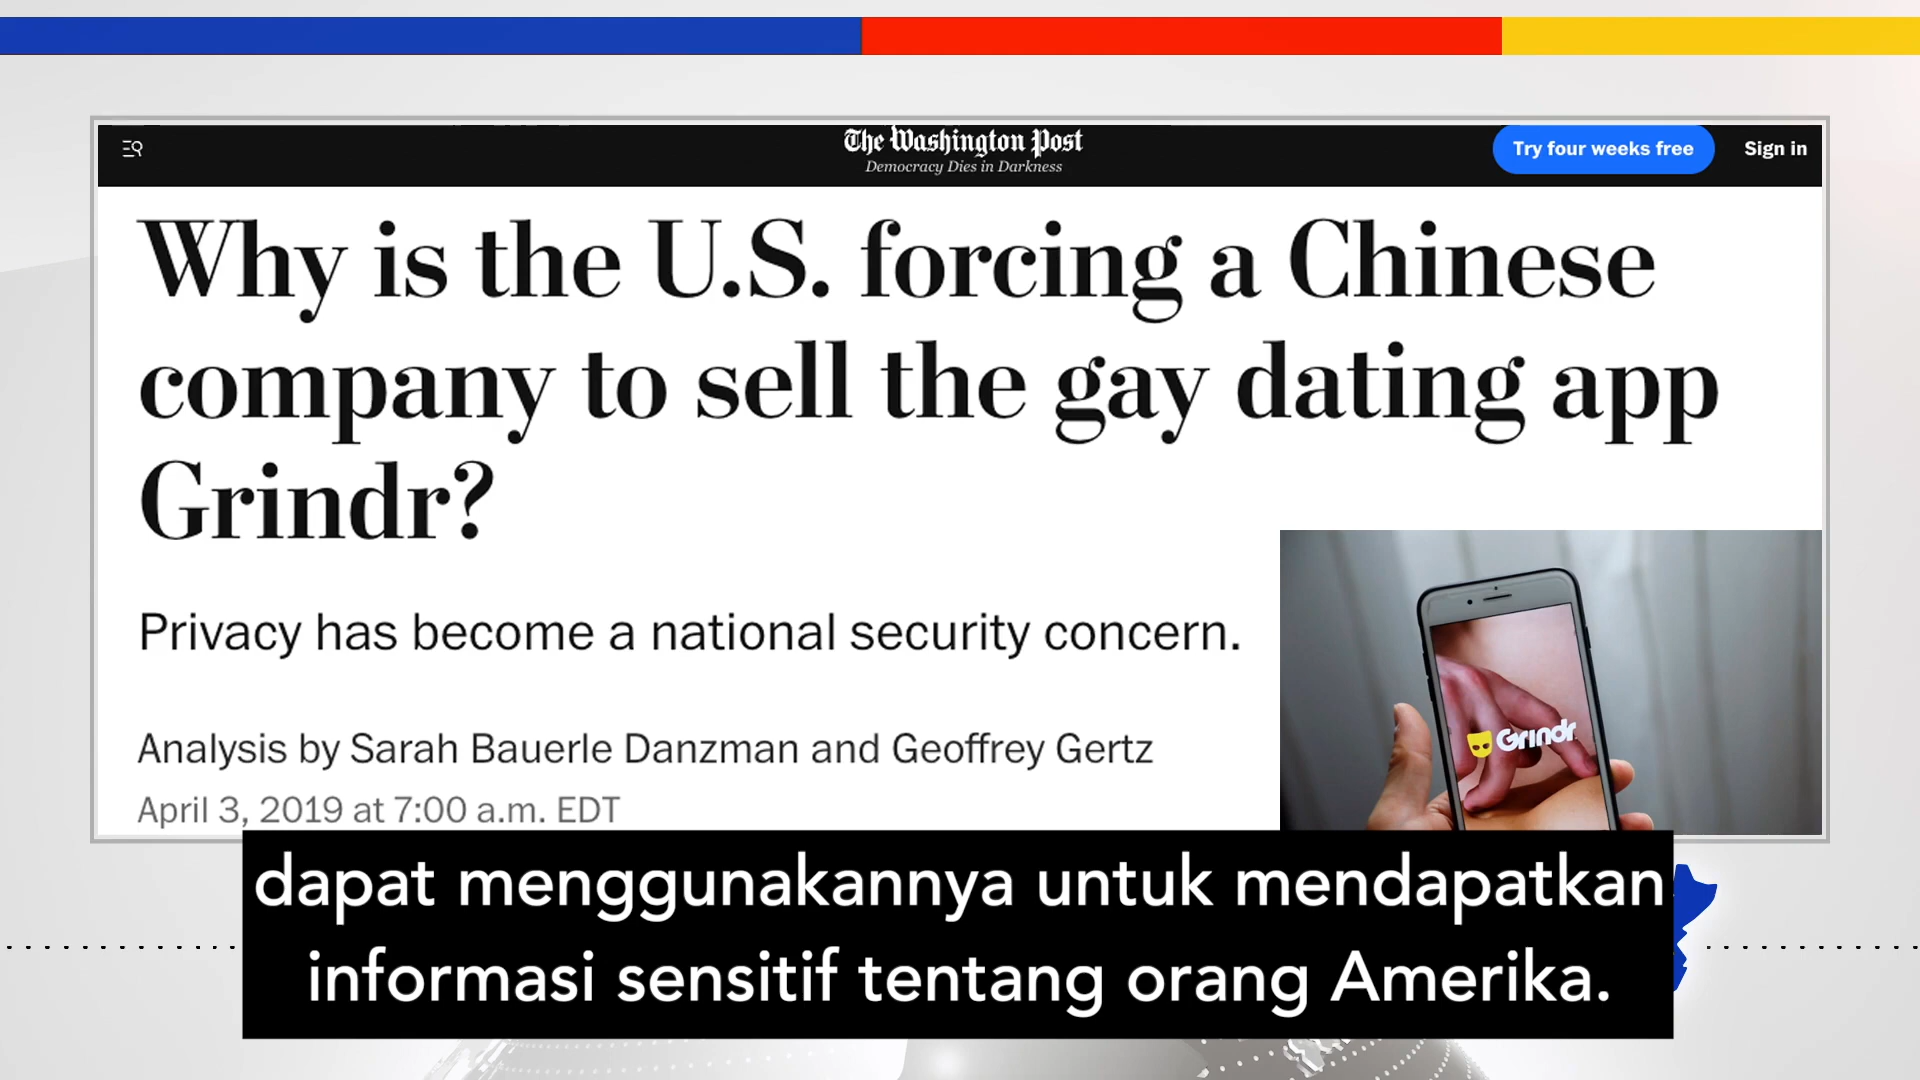 The Washington Post
Democracy Dies in Darkness
Try four weeks free
Sign in
Why is the U.S. forcing a Chinese
company to sell the gay dating app
Grindr?
Privacy has become a national security concern.
Analysis by Sarah Bauerle Danzman and Geoffrey Gertz
April 3, 2019 at 7:00 a.m. EDT
Grindr
dapat menggunakannya untuk mendapatkan
informasi sensitif tentang orang Amerika.